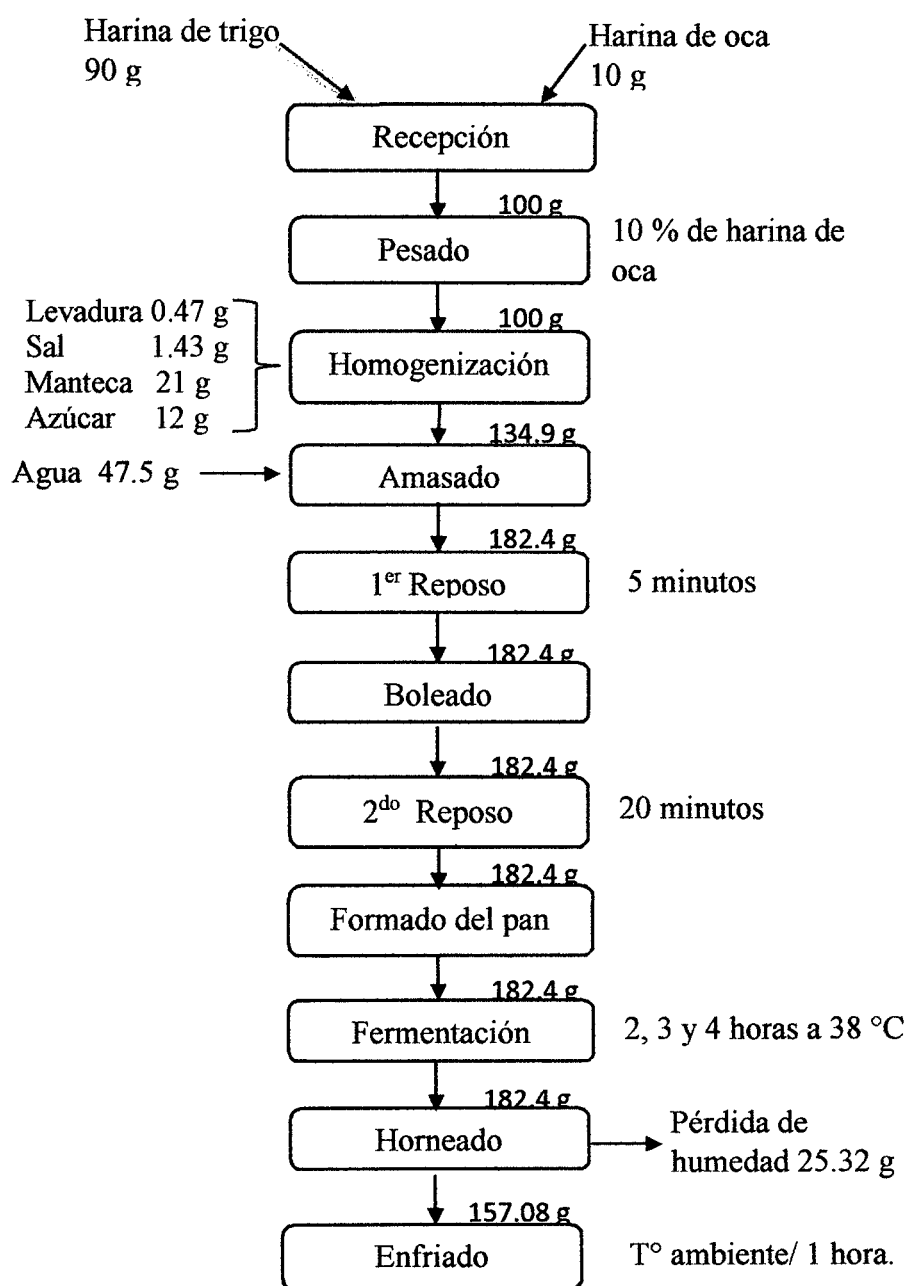 Harina de trigo
90 g
Harina de oca
10 g
Recepción
100 g
Pesado
10 % de harina de
oca
100 g
Levadura 0.47 g
Sal 1.43 g
Manteca 21 g
Azúcar 12 g
Homogenización
134.9 g
Agua 47.5 g
Amasado
182.4 g
1er Reposo
5 minutos
182.4 g
Boleado
182.4 g
2do Reposo
20 minutos
182.4 g
Formado del pan
182.4 g
Fermentación
2, 3 y 4 horas a 38 °C
182.4 g
Horneado
Pérdida de
humedad 25.32 g
157.08 g
Enfriado
T° ambiente/ 1 hora.